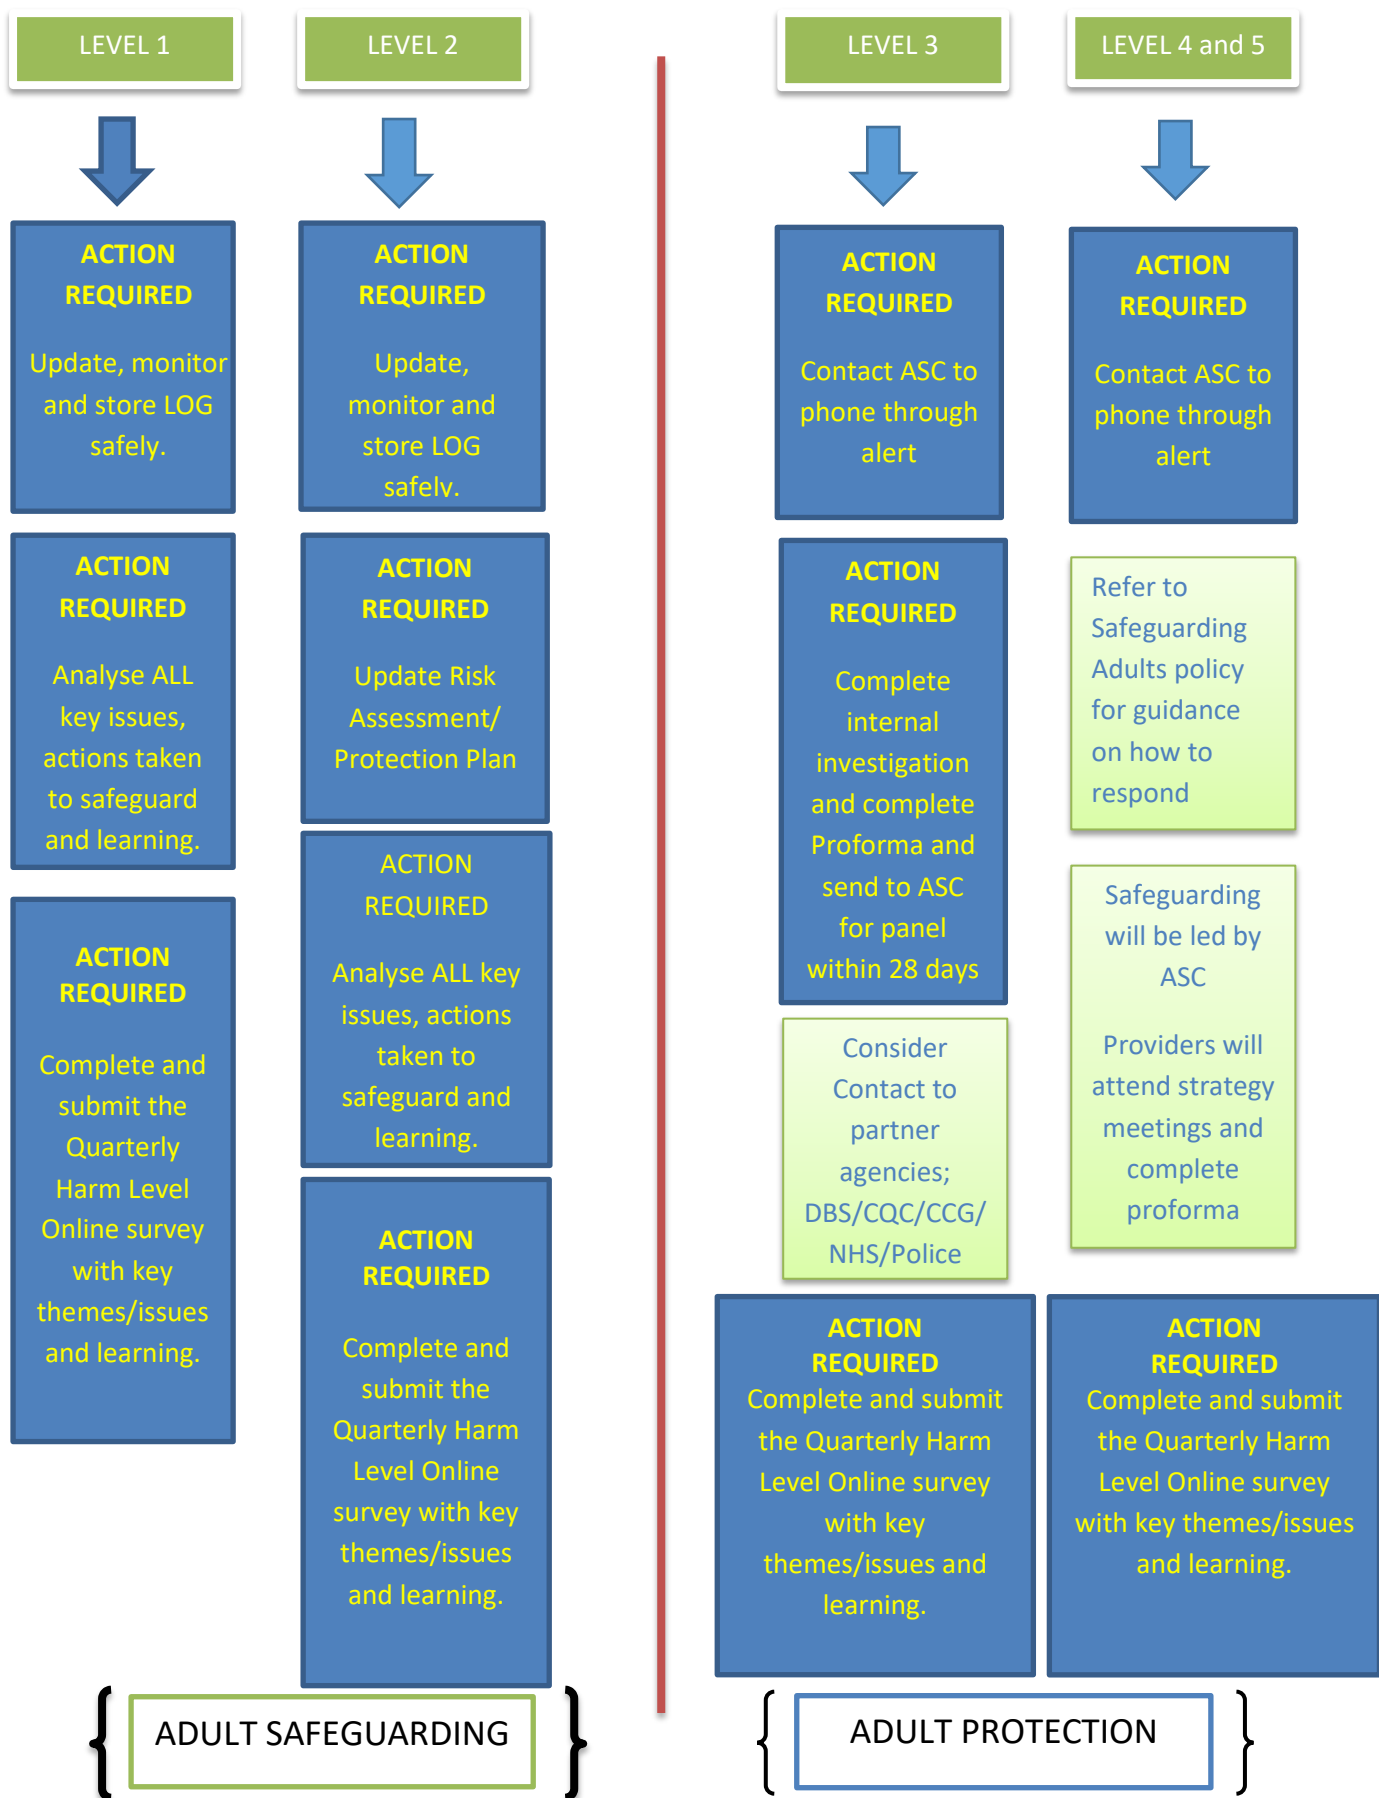 LEVEL 1
LEVEL 2
LEVEL 3
LEVEL 4 and 5
ACTION
REQUIRED
Update, monitor
and store LOG
safely.
ACTION
REQUIRED
Analyse ALL
key issues,
actions taken
to safeguard
and learning.
ACTION
REQUIRED
Complete and
submit the
Quarterly
Harm Level
Online survey
with key
themes/issues
and learning.
ACTION
REQUIRED
Update,
monitor and
store LOG
safely.
ACTION
REQUIRED
Update Risk
Assessment/
Protection Plan
ACTION
REQUIRED
Analyse ALL key
issues, actions
taken to
safeguard and
learning.
ACTION
REQUIRED
Complete and
submit the
Quarterly Harm
Level Online
survey with key
themes/issues
and learning.
ACTION
REQUIRED
Contact ASC to
phone through
alert
ACTION
REQUIRED
Complete
internal
investigation
and complete
Proforma and
send to ASC
for panel
within 28 days
Consider
Contact to
partner
agencies;
DBS/CQC/CCG/
NHS/Police
ACTION
REQUIRED
Complete and submit
the Quarterly Harm
Level Online survey
with key
themes/issues and
learning.
ACTION
REQUIRED
Contact ASC to
phone through
alert
Refer to
Safeguarding
Adults policy
for guidance
on how to
respond
Safeguarding
will be led by
ASC
Providers will
attend strategy
meetings and
complete
proforma
ACTION
REQUIRED
Complete and submit
the Quarterly Harm
Level Online survey
with key themes/issues
and learning.
ADULT SAFEGUARDING
ADULT PROTECTION